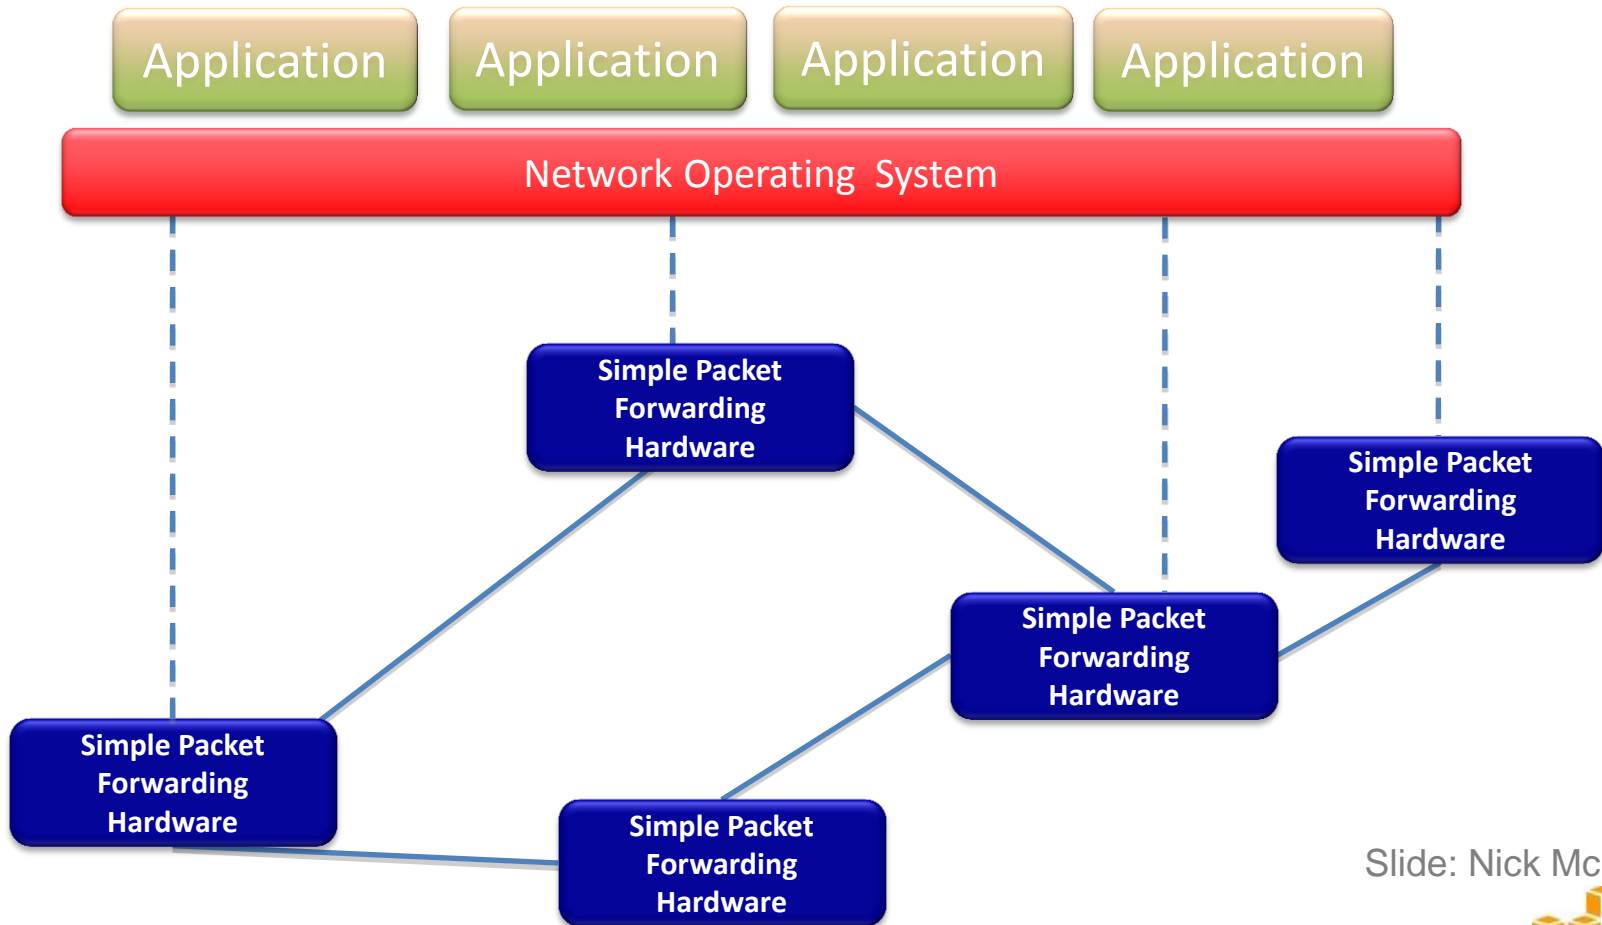 Application
Application
Application
Application
Network Operating System
Simple Packet
Forwarding
Hardware
Simple Packet
Forwarding
Hardware
Simple Packet
Forwarding
Hardware
Simple Packet
Forwarding
Hardware
Simple Packet
Forwarding
Hardware
Slide: Nick Mc